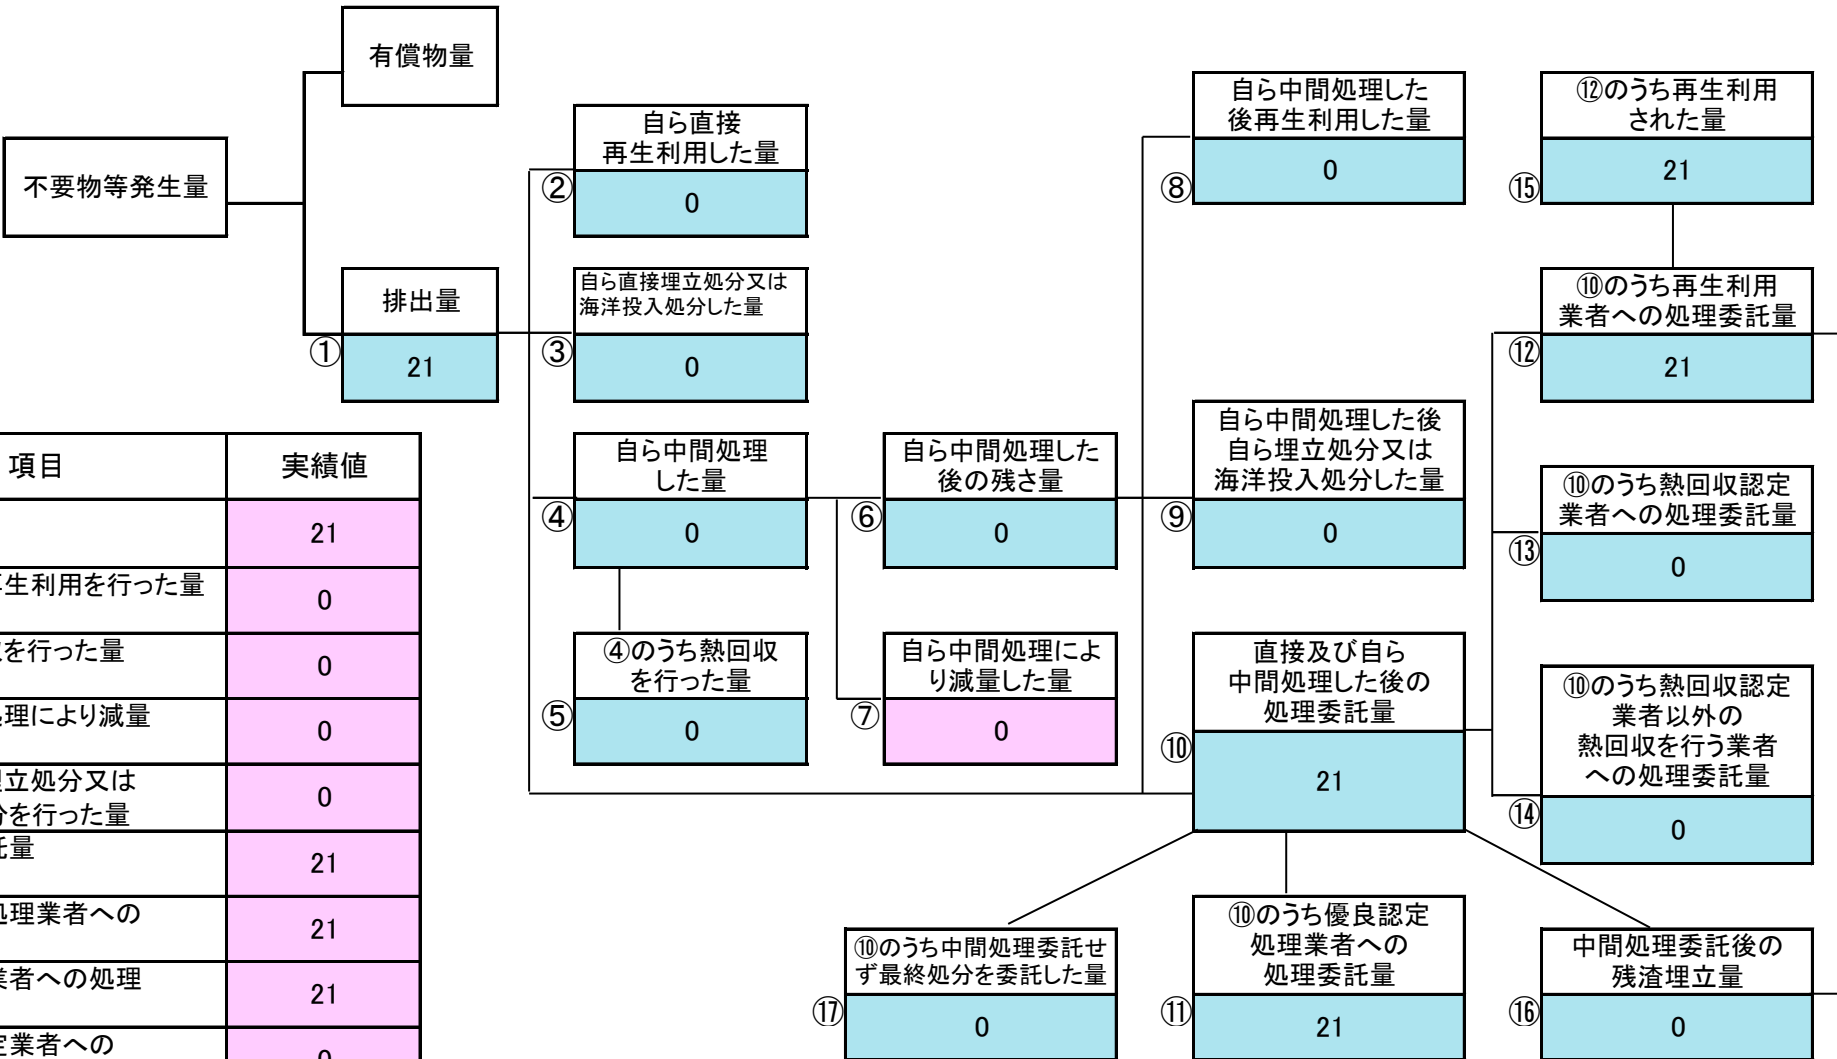 有償物量
不要物等発生量
排出量
①
21
自ら直接
再生利用した量
②
0
自ら直接埋立処分又は
海洋投入処分した量
③
0
自ら中間処理
した量
④
0
④のうち熱回収
を行った量
⑤
0
自ら中間処理した
後の残さ量
⑥
0
自ら中間処理によ
り減量した量
⑦
0
自ら中間処理した
後再生利用した量
⑧
0
自ら中間処理した後
自ら埋立処分又は
海洋投入処分した量
⑨
0
直接及び自ら
中間処理した後の
処理委託量
⑩
21
⑩のうち優良認定
処理業者への
処理委託量
⑪
21
⑩のうち中間処理委託せ
ず最終処分を委託した量
⑰
0
⑫のうち再生利用
された量
⑮
21
⑩のうち再生利用
業者への処理委託量
⑫
21
⑩のうち熱回収認定
業者への処理委託量
⑬
0
⑩のうち熱回収認定
業者以外の
熱回収を行う業者
への処理委託量
⑭
0
中間処理委託後の
残渣埋立量
⑯
0
項目 実績値
21
生利用を行った量
0
を行った量
0
理により減量
0
立処分又は
を行った量
0
託量
21
処理業者への
21
業者への処理
21
業者への
0